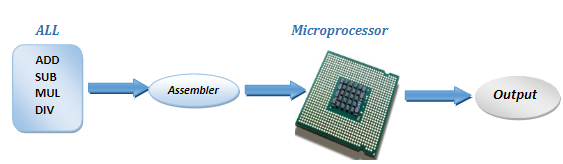 ALL
Microprocessor
ADD
SUB
MUL
DIV
Assembler
Output